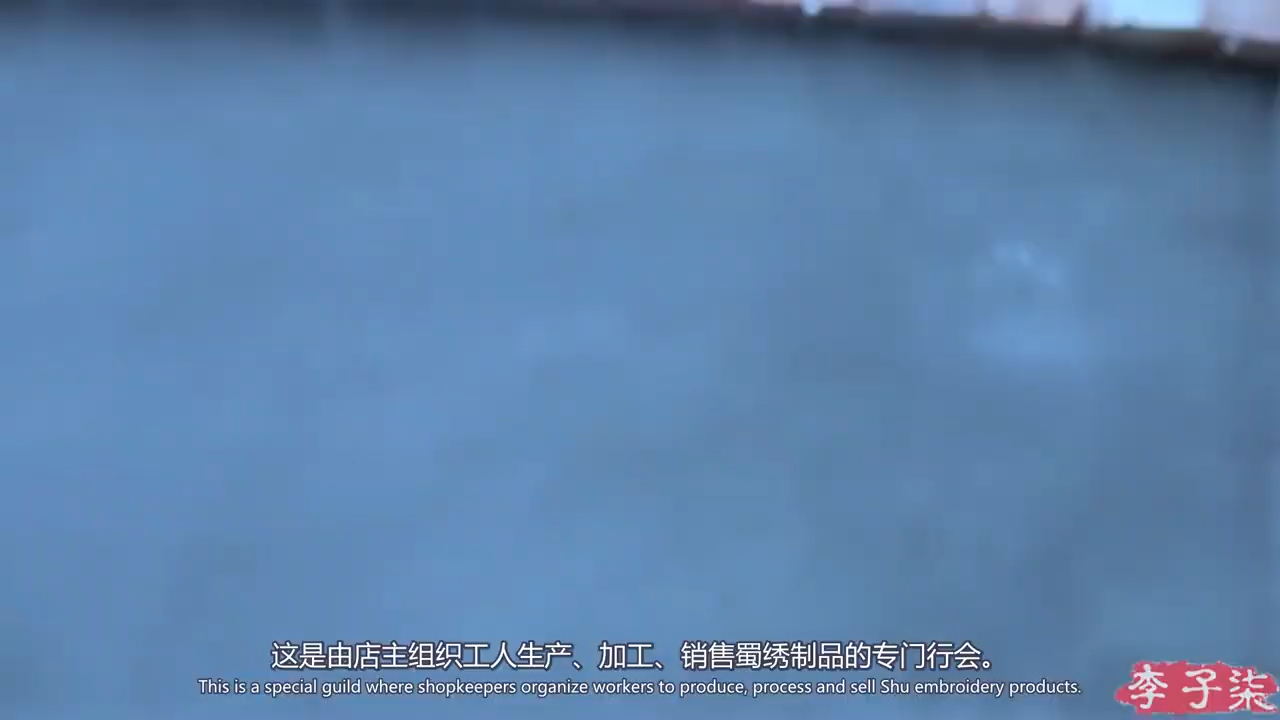 这是由店主组织工人生产、加工、销售蜀绣制品的专门行会。
This is a special guild where shopkeepers organize workers to produce, process and sell Shu embroidery products.
李子柒